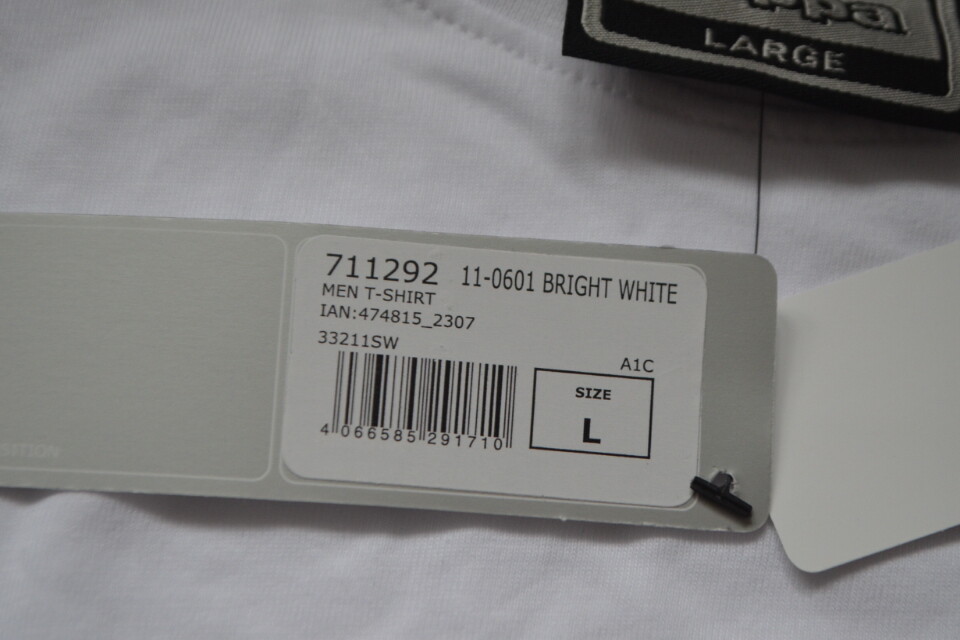 LARGE
711292 11-0601 BRIGHT WHITE
MEN T-SHIRT
IAN:474815_2307
33211SW
A1C
SIZE
L
4 066585 291710